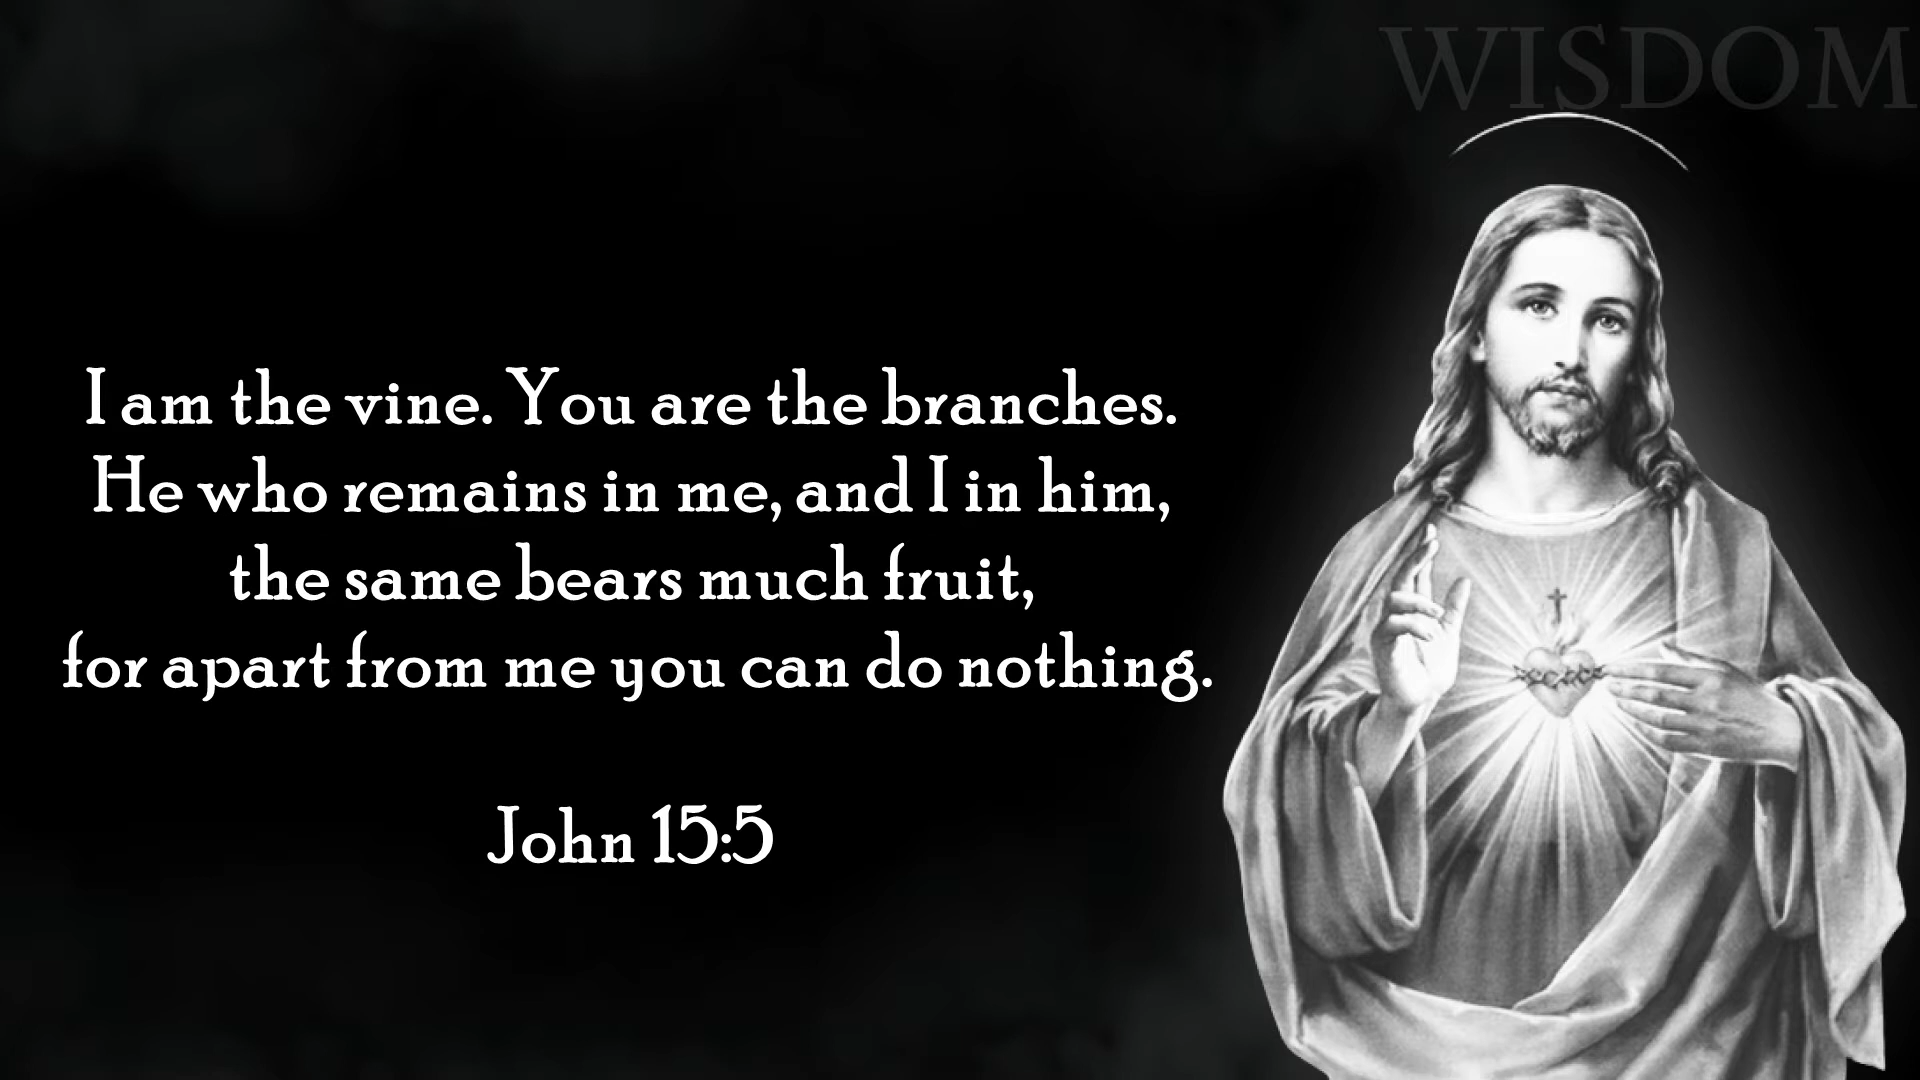 WISDOM
I am the vine. You are the branches.
He who remains in me, and I in him,
the same bears much fruit,
for apart from me you can do nothing.
John 15:5